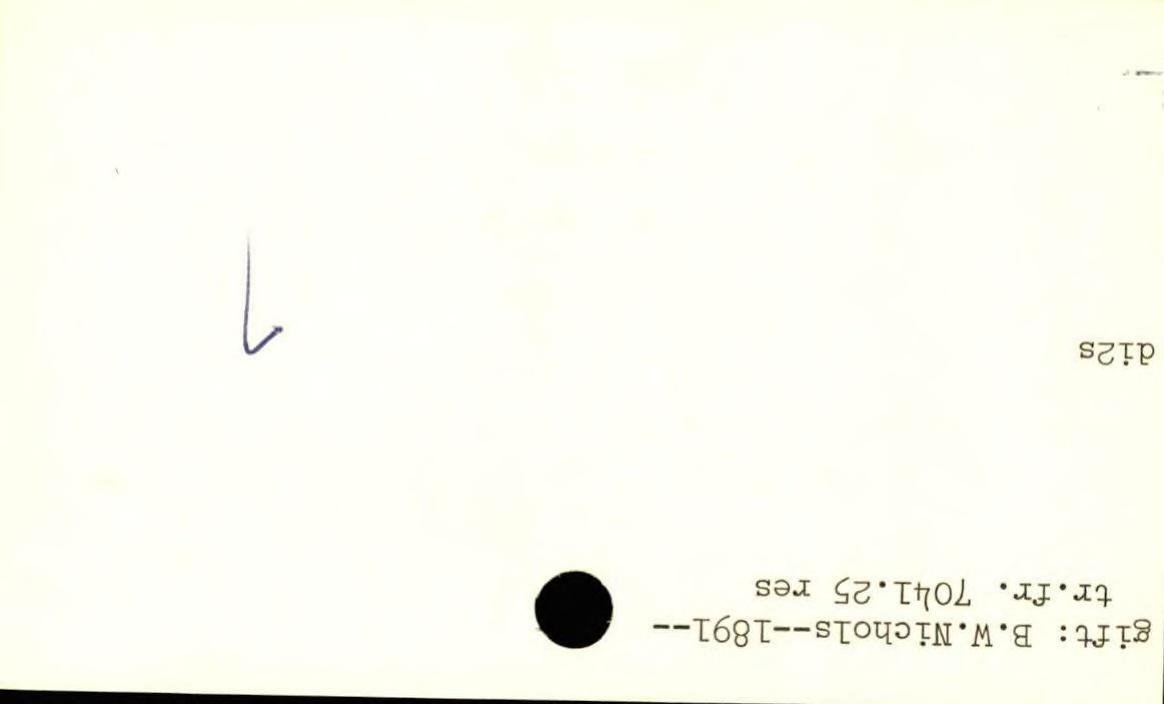 gift: B.W.Nichols--1891--
tr.fr. 7041.25 res
di2s